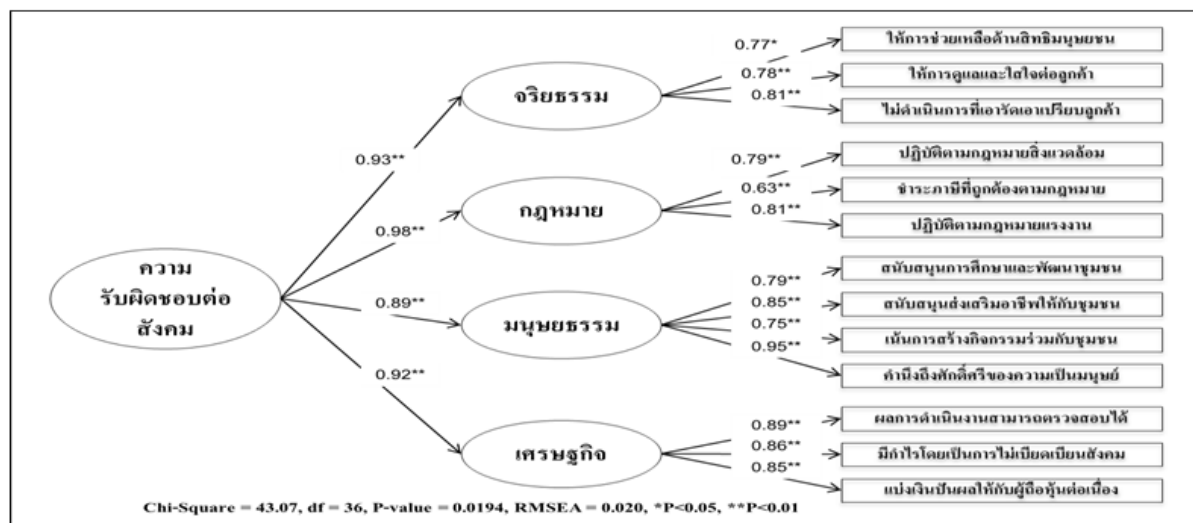 0.77*
ให้การช่วยเหลือด้านสิทธิมนุษยชน
0.78**
ให้การดูแลและใส่ใจต่อลูกค้า
0.81**
ไม่ดำเนินการที่เอารัดเอาเปรียบลูกค้า
จริยธรรม
0.93**
0.79**
ปฏิบัติตามกฎหมายสิ่งแวดล้อม
0.63**
ชำระภาษีที่ถูกต้องตามกฎหมาย
0.81**
ปฏิบัติตามกฎหมายแรงงาน
กฎหมาย
0.98**
ความ
รับผิดชอบต่อ
สังคม
0.89**
มนุษยธรรม
0.79**
สนับสนุนการศึกษาและพัฒนาชุมชน
0.85**
สนับสนุนส่งเสริมอาชีพให้กับชุมชน
0.75**
เน้นการสร้างกิจกรรมร่วมกับชุมชน
0.95**
คำนึงถึงศักดิ์ศรีของความเป็นมนุษย์
0.92**
เศรษฐกิจ
0.89**
ผลการดำเนินงานสามารถตรวจสอบได้
0.86**
มีกำไรโดยเป็นการไม่เบียดเบียนสังคม
0.85**
แบ่งเงินปันผลให้กับผู้ถือหุ้นต่อเนื่อง
Chi-Square = 43.07, df = 36, P-value = 0.0194, RMSEA = 0.020, *P<0.05, **P<0.01